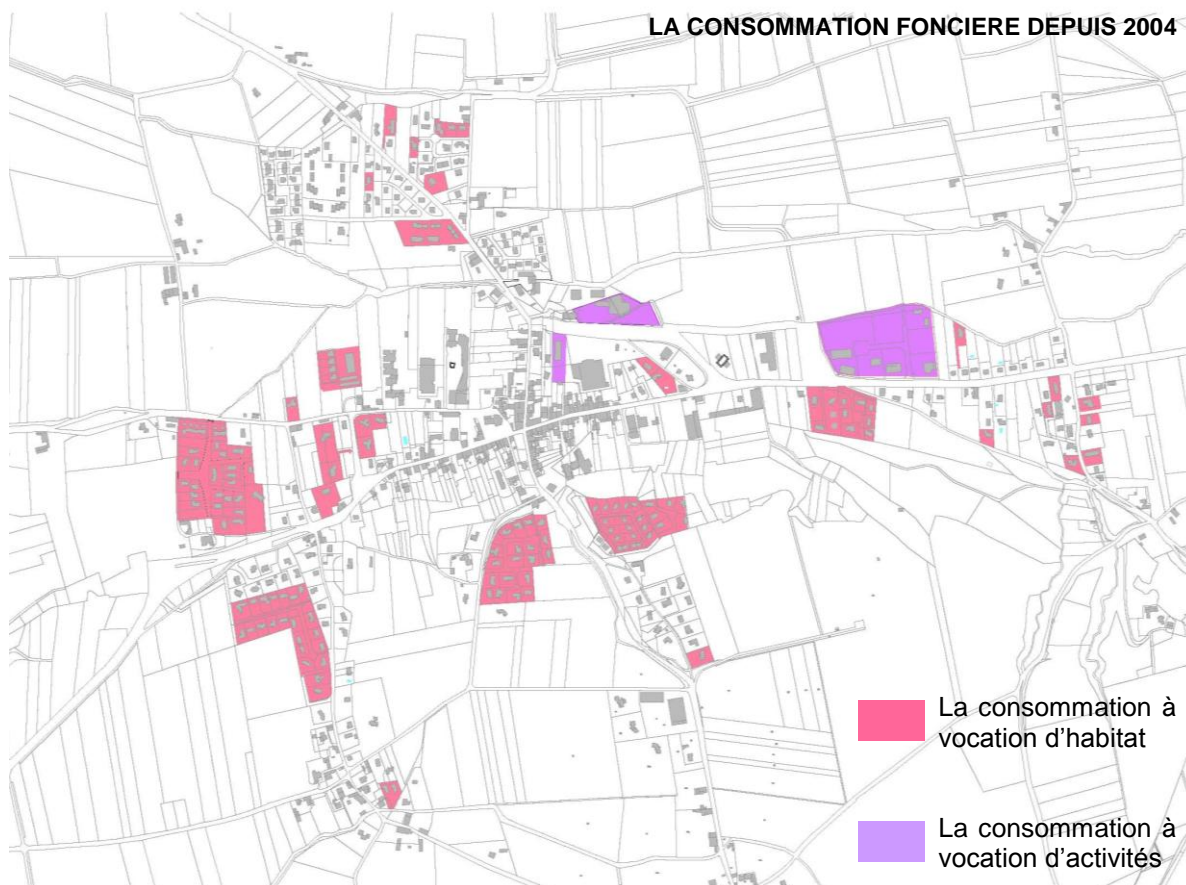 LA CONSOMMATION FONCIERE DEPUIS 2004
La consommation à
vocation d'habitat
La consommation à
vocation d'activités